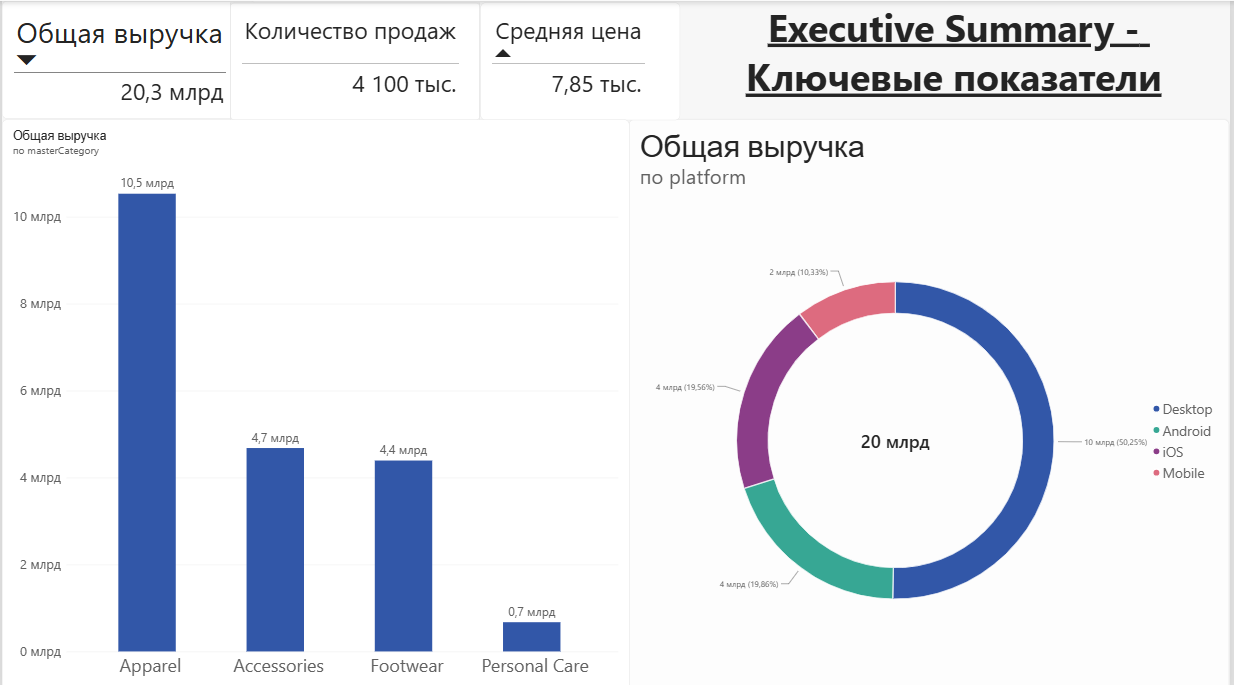 Общая выручка
20,3 млрд
Количество продаж
4 100 тыс.
Средняя цена
7,85 тыс.
Executive Summary -
Ключевые показатели
Общая выручка
по masterCategory
10 млрд
8 млрд
6 млрд
4 млрд
2 млрд
0 млрд
10,5 млрд
4,7 млрд
4,4 млрд
0,7 млрд
Apparel
Accessories
Footwear
Personal Care
Общая выручка
по platform
2 млрд (10,33%)
4 млрд (19,56%)
20 млрд
10 млрд (50,25%)
4 млрд (19,86%)
Desktop
Android
iOS
Mobile